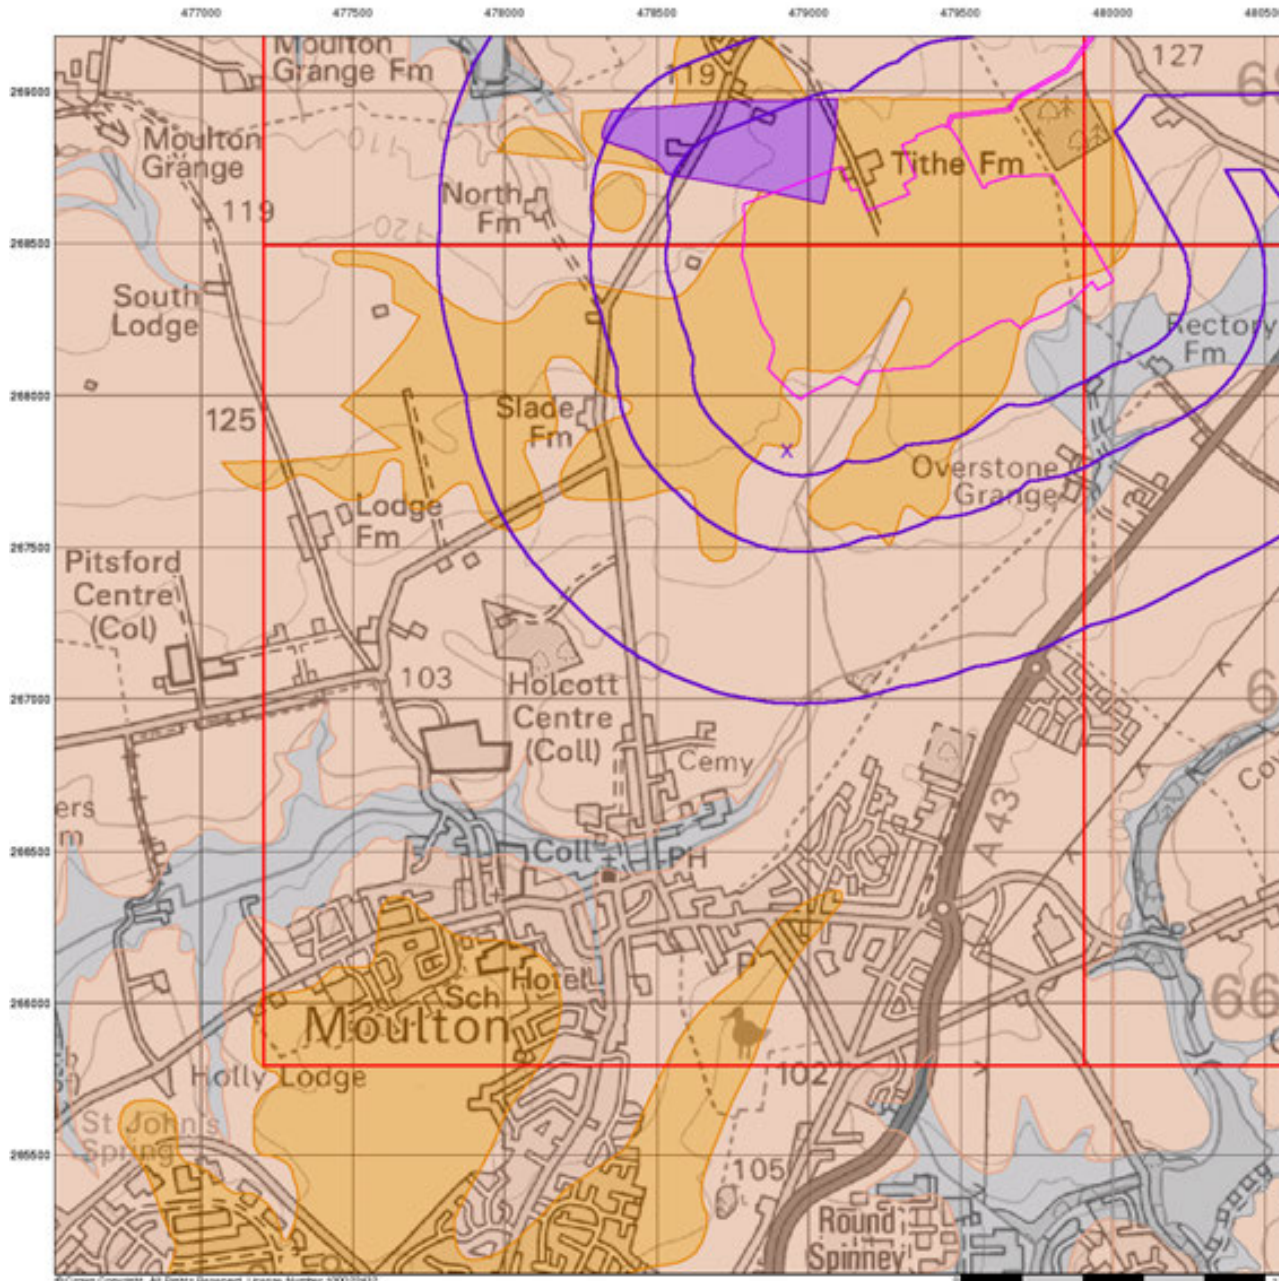 477000 477500 478000 478500 479000 479500 480000
269000
268500
268000
267500
267000
266500
266000
265500
Moulton
Grange Fm
119
127
Moulton
Grange
110
119
North
Fm
120
Tithe Fm
South
Lodge
Rectory
Fm
125
Slade
Fm
x
Overstone
Grange
Lodge
Fm
Pitsford
Centre
(Col)
103
Holcott
Centre
(Coll)
Cemy
A 43
Coll
PH
Hotel
Sch
P
Moulton
66
Holly Lodge
102
St John's
Spring
105
Round
Spinney